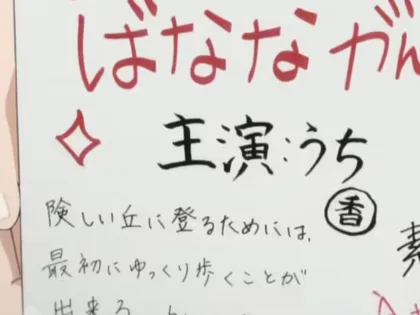 ばななが
主演:うち
香
険しい丘に登るためには、
最初にゆっくり歩くことが